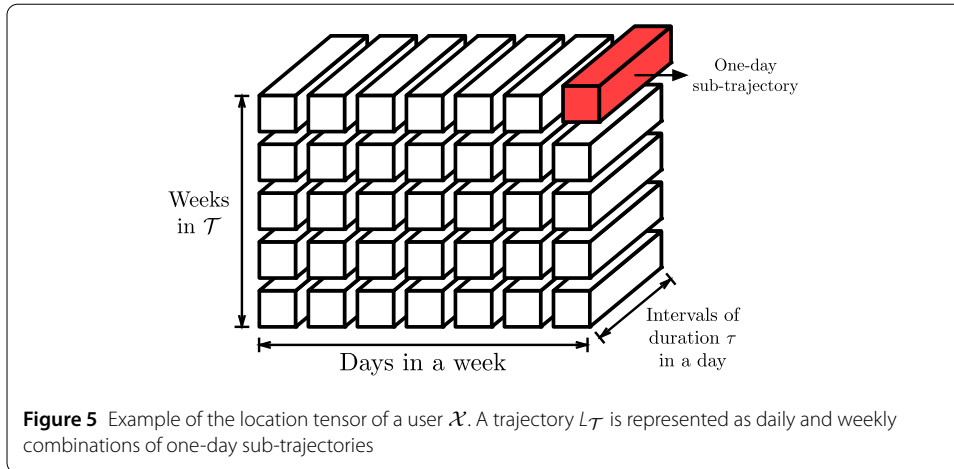 One-day
sub-trajectory
Weeks
in 𝒯
Intervals of
duration τ
in a day
Days in a week
Figure 5 Example of the location tensor of a user 𝒳. A trajectory L𝒯 is represented as daily and weekly
combinations of one-day sub-trajectories